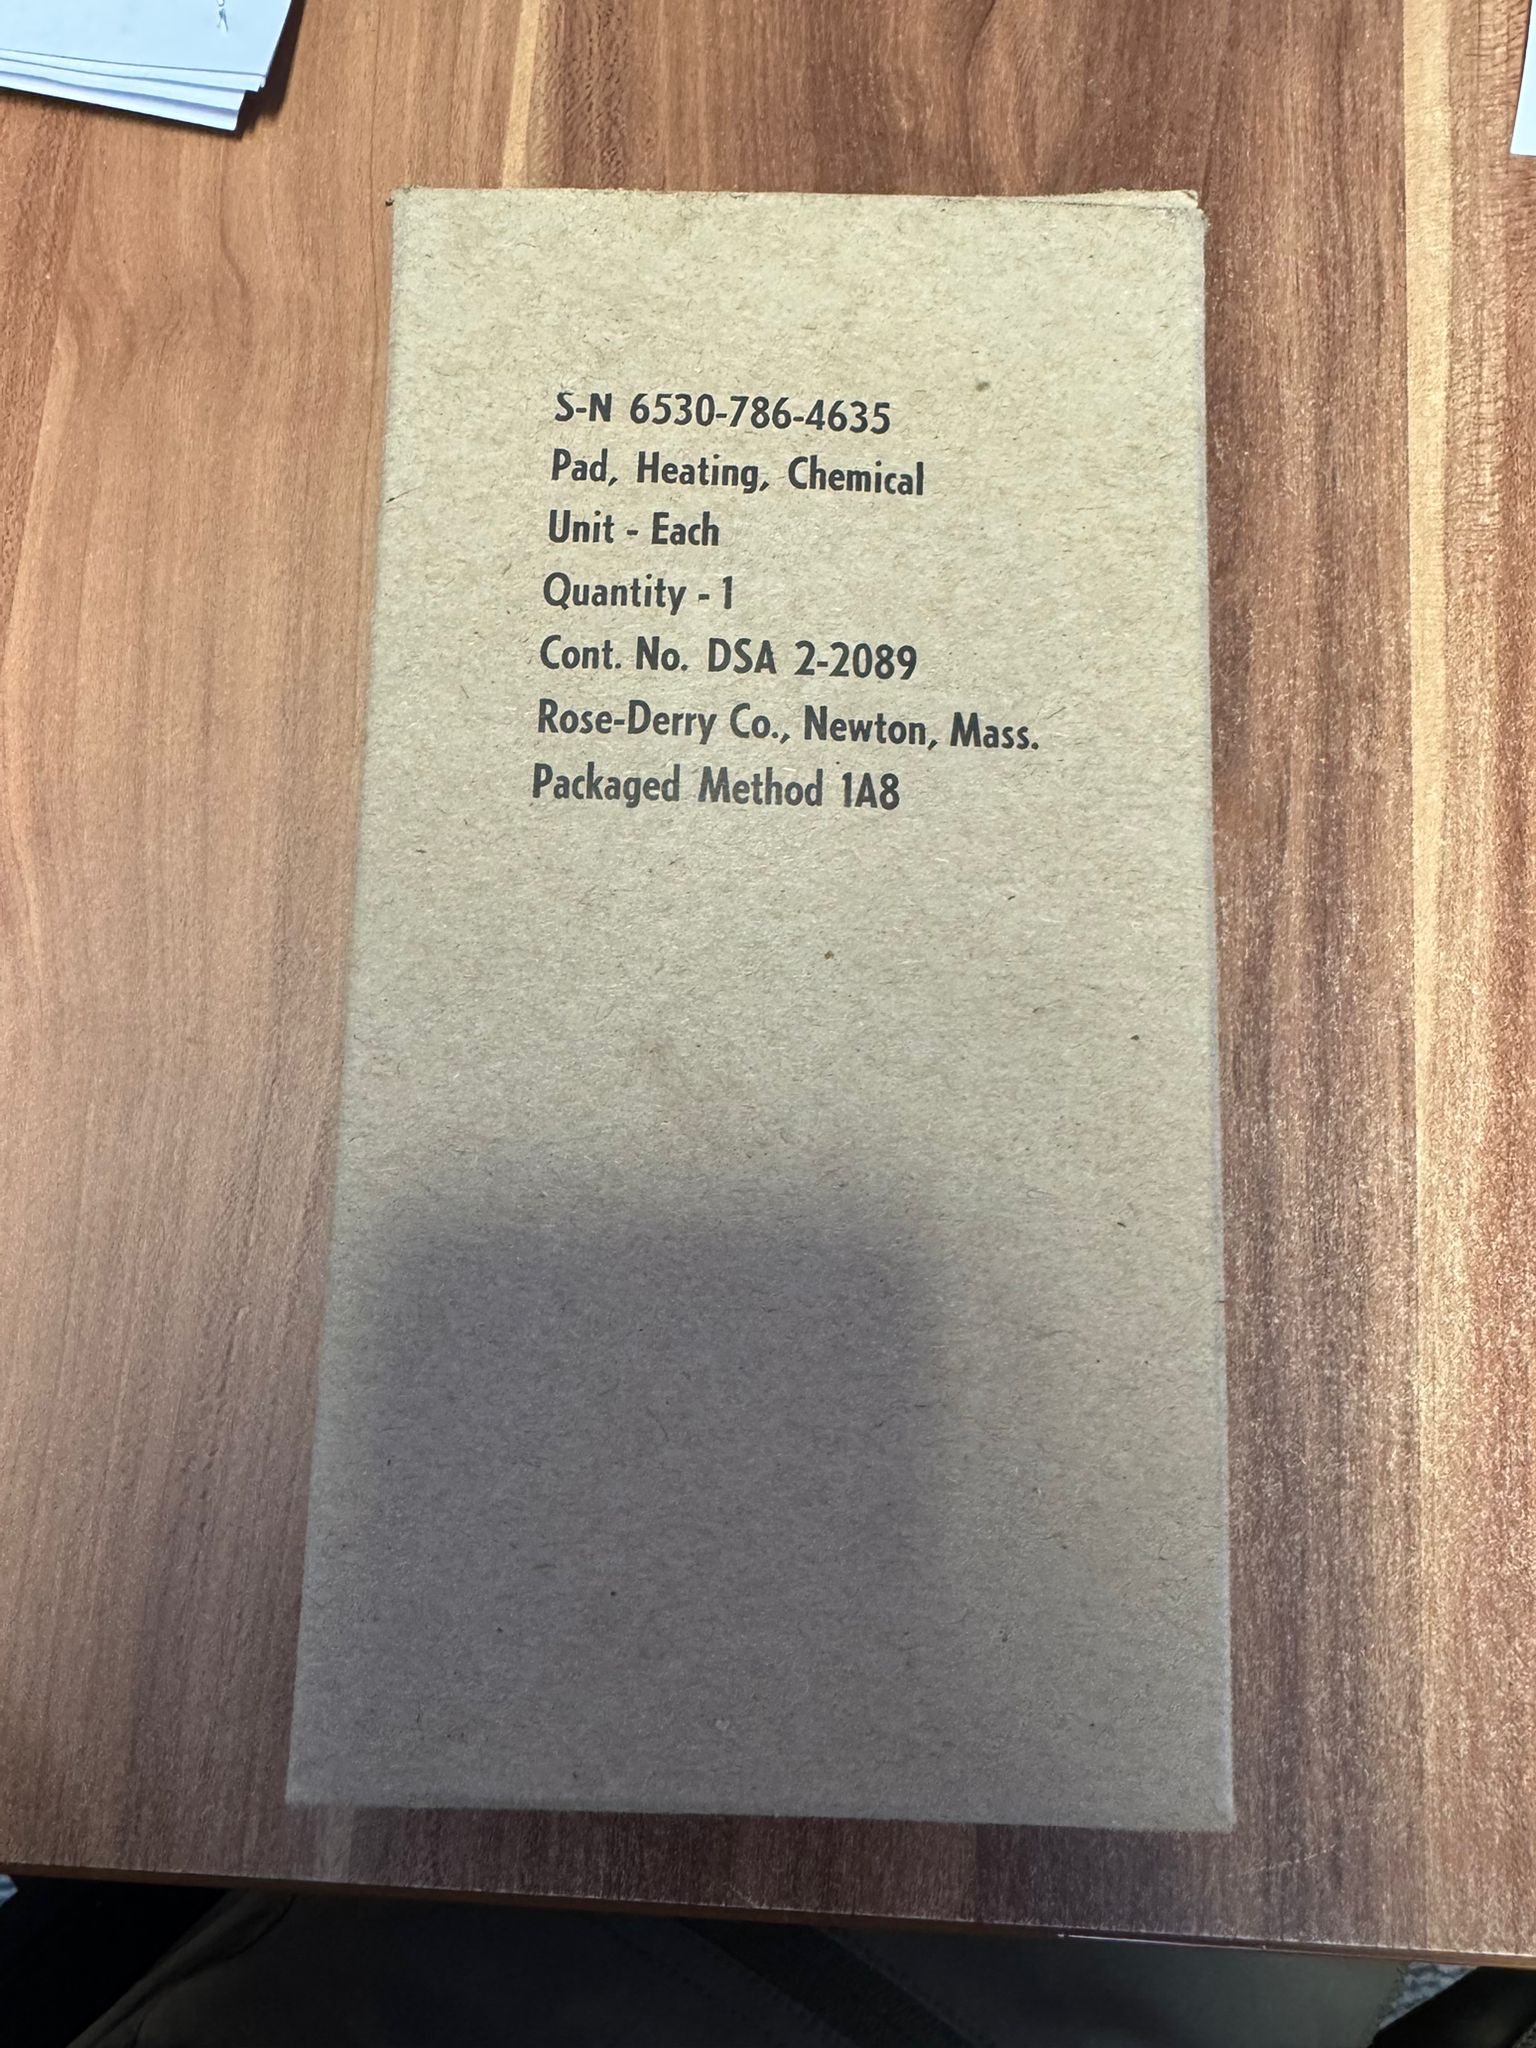 S-N 6530-786-4635
Pad, Heating, Chemical
Unit - Each
Quantity - 1
Cont. No. DSA 2-2089
Rose-Derry Co., Newton, Mass.
Packaged Method 1A8